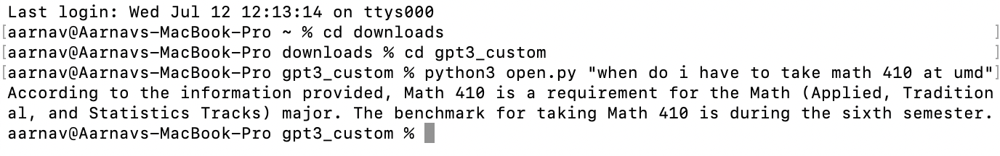 Last login: Wed Jul 12 12:13:14 on ttys000
[aarnav@Aarnavs-MacBook-Pro ~ % cd downloads ]
[aarnav@Aarnavs-MacBook-Pro downloads % cd gpt3_custom ]
[aarnav@Aarnavs-MacBook-Pro gpt3_custom % python3 open.py "when do i have to take math 410 at umd"]
According to the information provided, Math 410 is a requirement for the Math (Applied, Tradition
al, and Statistics Tracks) major. The benchmark for taking Math 410 is during the sixth semester.
aarnav@Aarnavs-MacBook-Pro gpt3_custom %